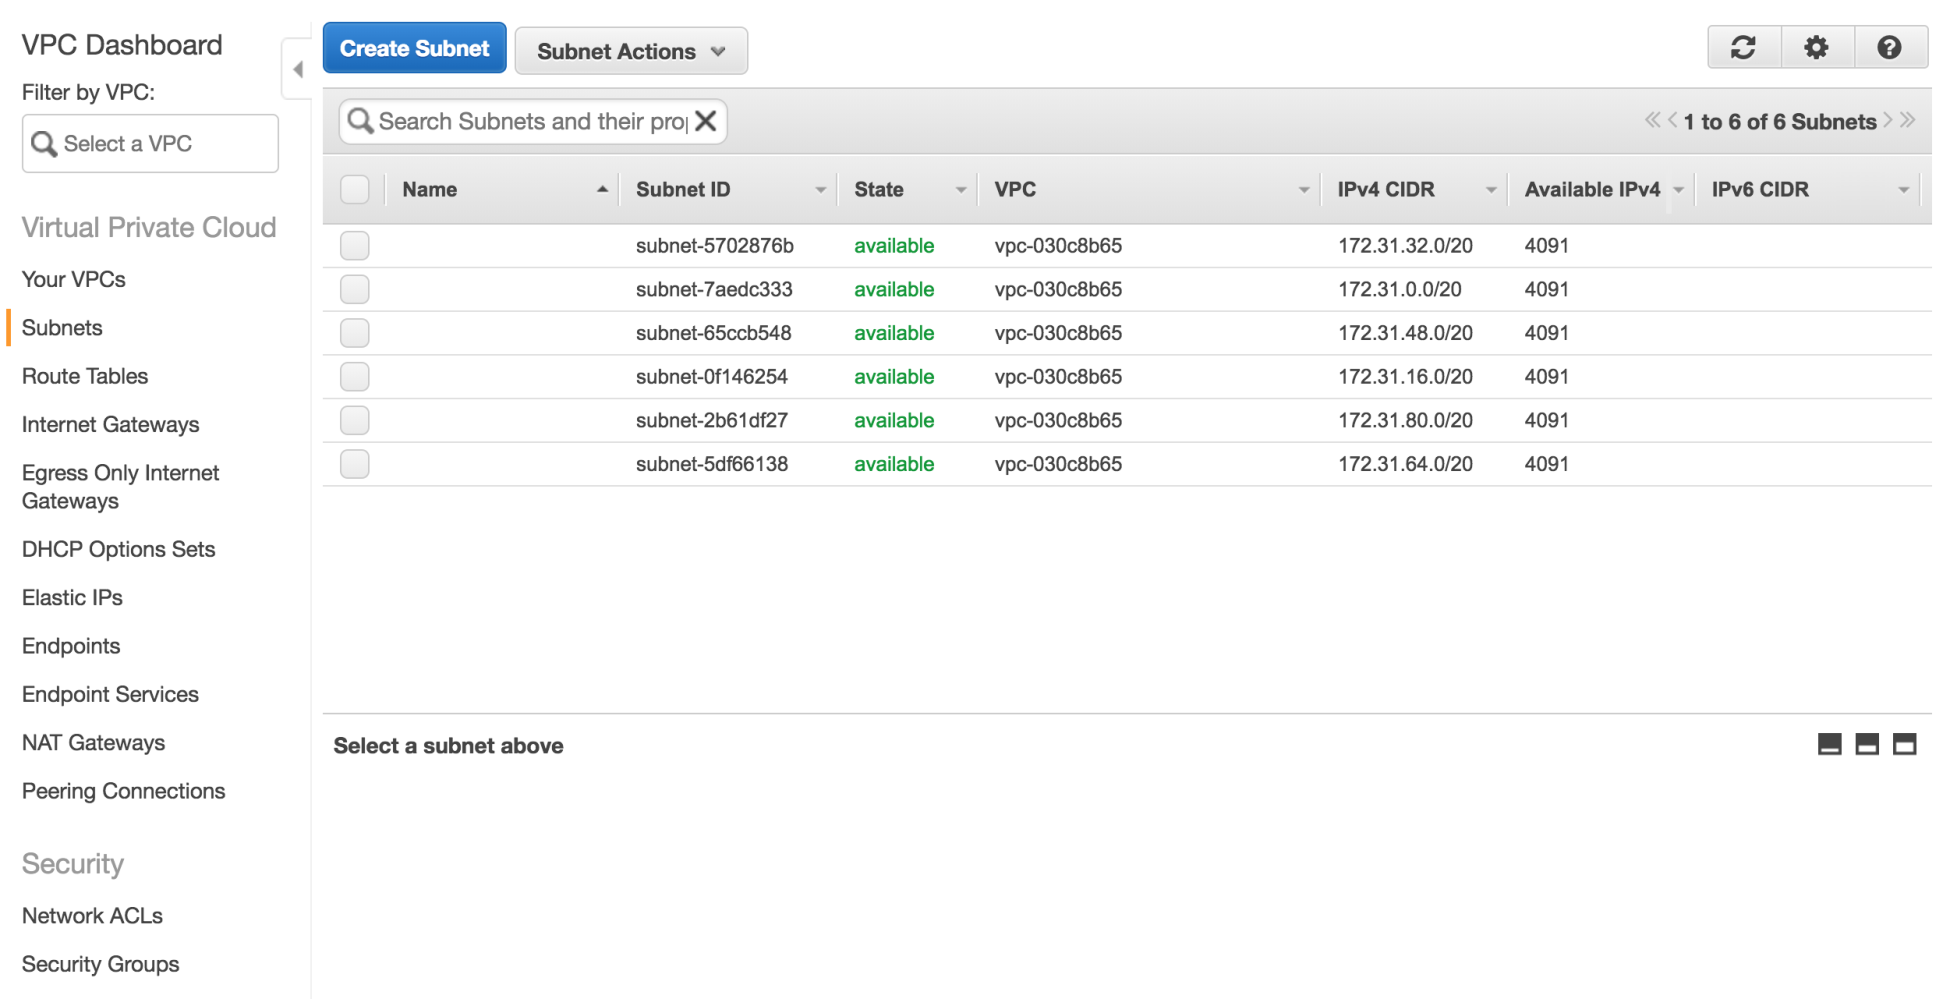 VPC Dashboard
Filter by VPC:
Select a VPC
Virtual Private Cloud
Your VPCs
Subnets
Route Tables
Internet Gateways
Egress Only Internet
Gateways
DHCP Options Sets
Elastic IPs
Endpoints
Endpoint Services
NAT Gateways
Peering Connections
Security
Network ACLs
Security Groups
Create Subnet Subnet Actions
Search Subnets and their pro
1 to 6 of 6 Subnets
Name Subnet ID State VPC IPv4 CIDR Available IPv4 IPv6 CIDR
subnet-5702876b available vpc-030c8b65 172.31.32.0/20 4091
subnet-7aedc333 available vpc-030c8b65 172.31.0.0/20 4091
subnet-65ccb548 available vpc-030c8b65 172.31.48.0/20 4091
subnet-0f146254 available vpc-030c8b65 172.31.16.0/20 4091
subnet-2b61df27 available vpc-030c8b65 172.31.80.0/20 4091
subnet-5df66138 available vpc-030c8b65 172.31.64.0/20 4091
Select a subnet above